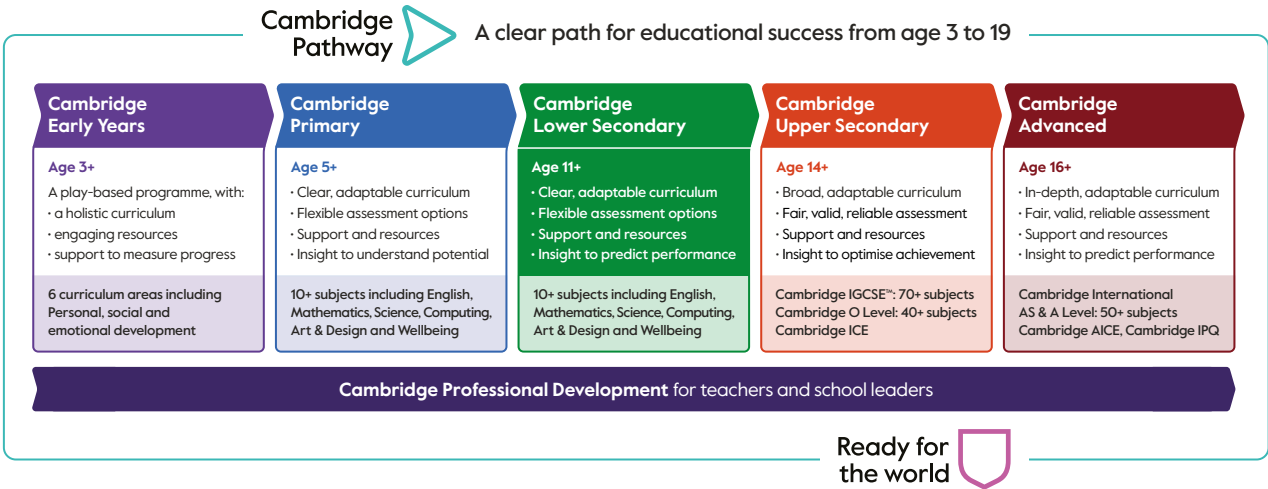 Cambridge
Pathway
A clear path for educational success from age 3 to 19
Cambridge
Early Years
Age 3+
A play-based programme, with:
· a holistic curriculum
· engaging resources
· support to measure progress
6 curriculum areas including
Personal, social and
emotional development
Cambridge
Primary
Age 5+
· Clear, adaptable curriculum
· Flexible assessment options
· Support and resources
· Insight to understand potential
10+ subjects including English,
Mathematics, Science, Computing,
Art & Design and Wellbeing
Cambridge
Lower Secondary
Age 11+
· Clear, adaptable curriculum
· Flexible assessment options
· Support and resources
· Insight to predict performance
10+ subjects including English,
Mathematics, Science, Computing,
Art & Design and Wellbeing
Cambridge
Upper Secondary
Age 14+
· Broad, adaptable curriculum
· Fair, valid, reliable assessment
· Support and resources
· Insight to optimise achievement
Cambridge IGCSE™: 70+ subjects
Cambridge O Level: 40+ subjects
Cambridge ICE
Cambridge
Advanced
Age 16+
· In-depth, adaptable curriculum
· Fair, valid, reliable assessment
· Support and resources
· Insight to predict performance
Cambridge International
AS & A Level: 50+ subjects
Cambridge AICE, Cambridge IPQ
Cambridge Professional Development for teachers and school leaders
Ready for
the world